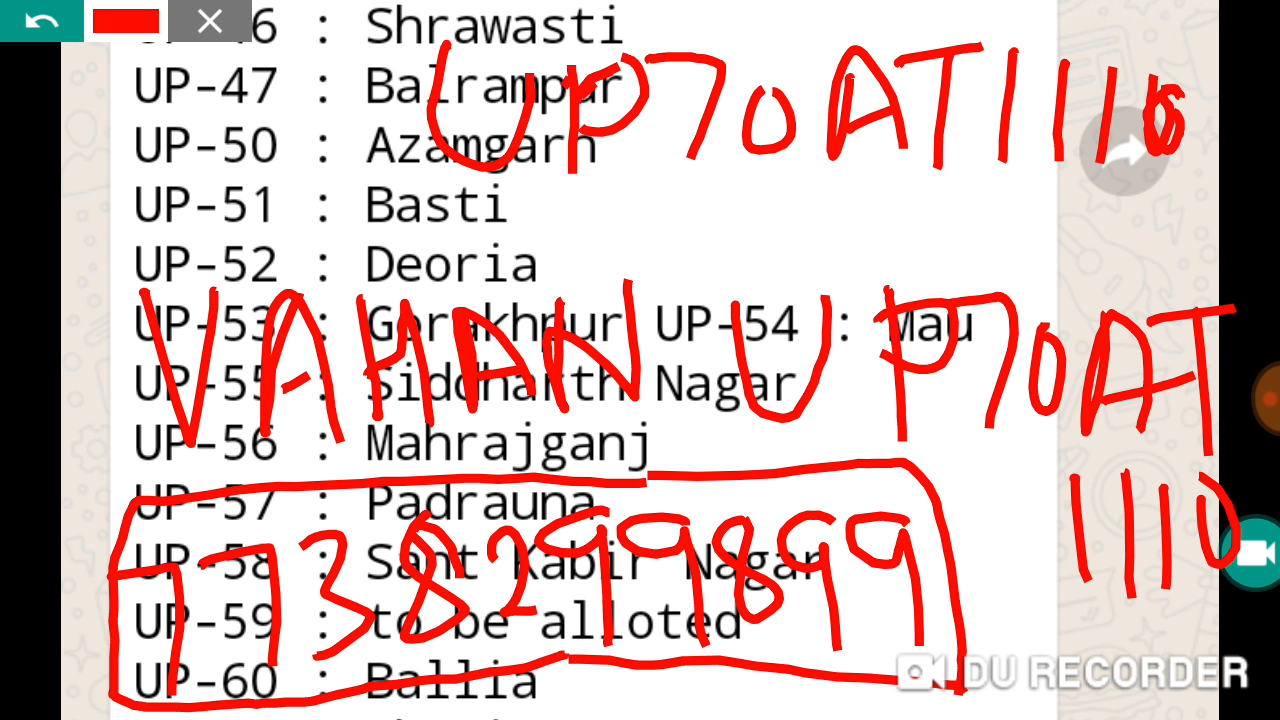 UP-46 : Shrawasti
UP-47 : Balrampur
UP70AT1110
UP-50 : Azamgarh
UP-51 : Basti
UP-52 : Deoria
UP-53 : Gorakhpur UP-54 : Mau
VAHAN UP70AT
1110
UP-55 : Siddharth Nagar
UP-56 : Mahrajganj
UP-57 : Padrauna
UP-58 : Sant Kabir Nagar
7738299899
UP-59 : to be alloted
UP-60 : Ballia
DU RECORDER